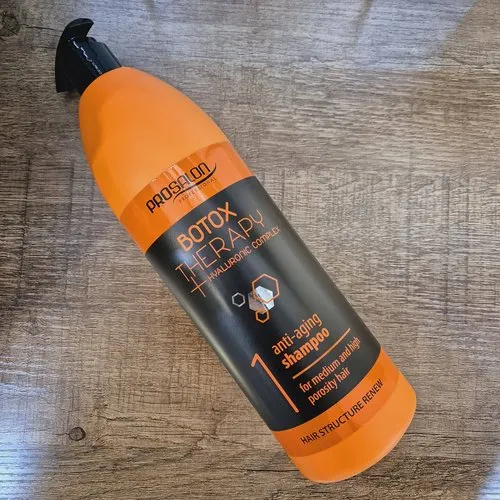 PROSALON
PROFESSIONAL
BOTOX
THERAPY
+ HYALURONIC COMPLEX
1
anti-aging
shampoo
for medium and high
porosity hair
HAIR STRUCTURE RENEW